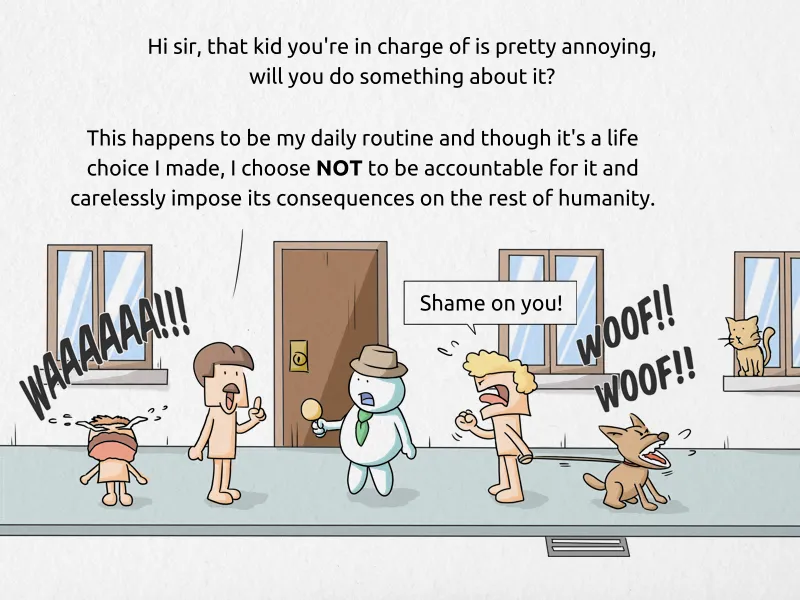 Hi sir, that kid you're in charge of is pretty annoying,
will you do something about it?
This happens to be my daily routine and though it's a life
choice I made, I choose NOT to be accountable for it and
carelessly impose its consequences on the rest of humanity.
Shame on you!
WAAAAAA!!!
WOOF!!
WOOF!!